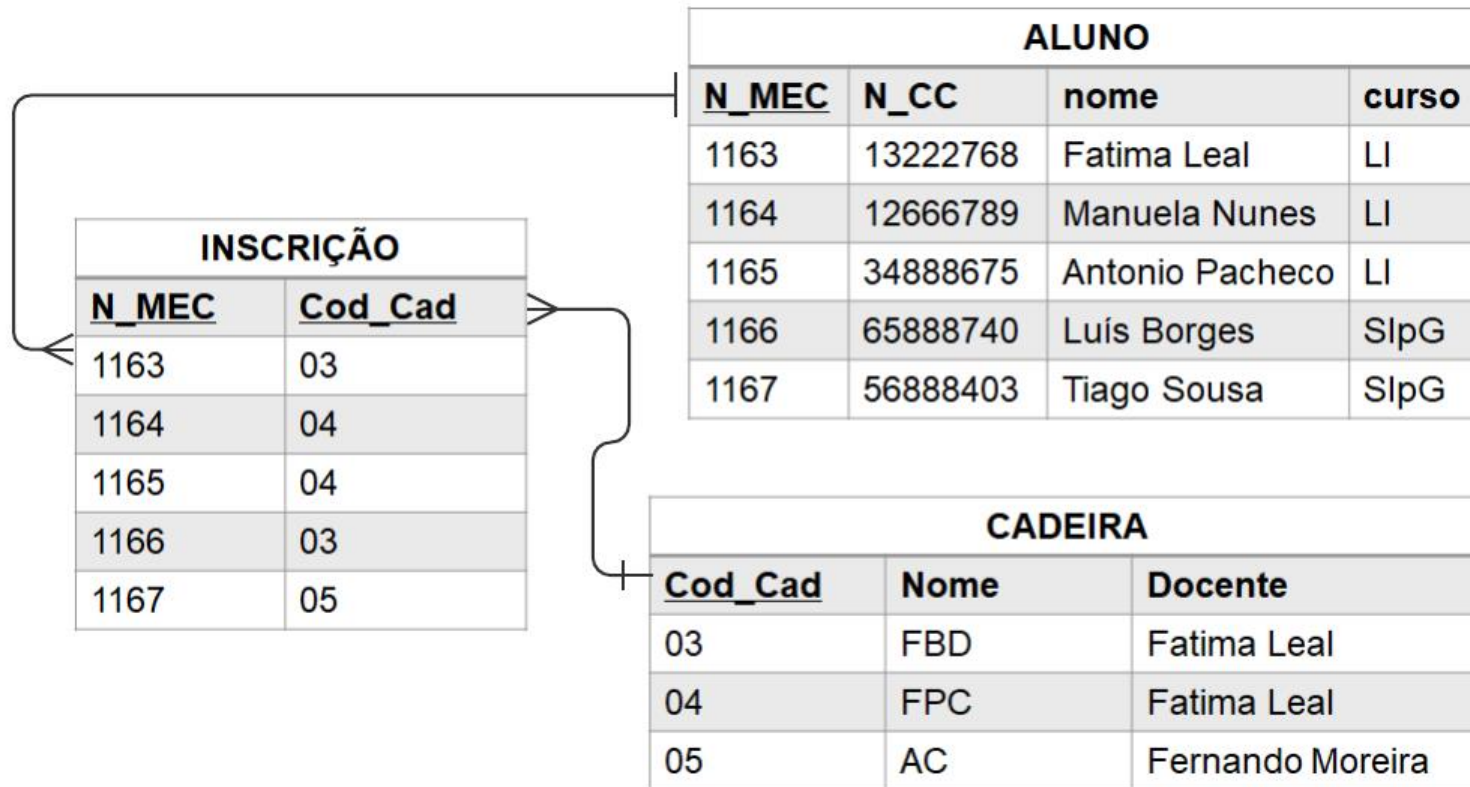 ALUNO
N_MEC N_CC nome curso
1163 13222768 Fatima Leal LI
1164 12666789 Manuela Nunes LI
1165 34888675 Antonio Pacheco LI
1166 65888740 Luís Borges SIpG
1167 56888403 Tiago Sousa SIpG
INSCRIÇÃO
N_MEC Cod_Cad
1163 03
1164 04
1165 04
1166 03
1167 05
CADEIRA
Cod_Cad Nome Docente
03 FBD Fatima Leal
04 FPC Fatima Leal
05 AC Fernando Moreira